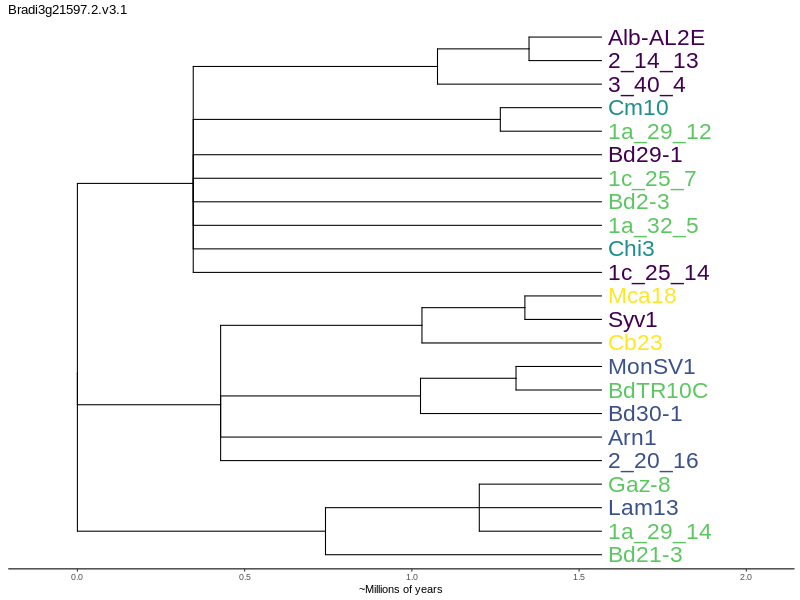 Bradi3g21597.2.v3.1
Alb-AL2E
2_14_13
3_40_4
Cm10
1a_29_12
Bd29-1
1c_25_7
Bd2-3
1a_32_5
Chi3
1c_25_14
Mca18
Syv1
Cb23
MonSV1
BdTR10C
Bd30-1
Arn1
2_20_16
Gaz-8
Lam13
1a_29_14
Bd21-3
0.0 0.5 1.0 1.5 2.0
~Millions of years